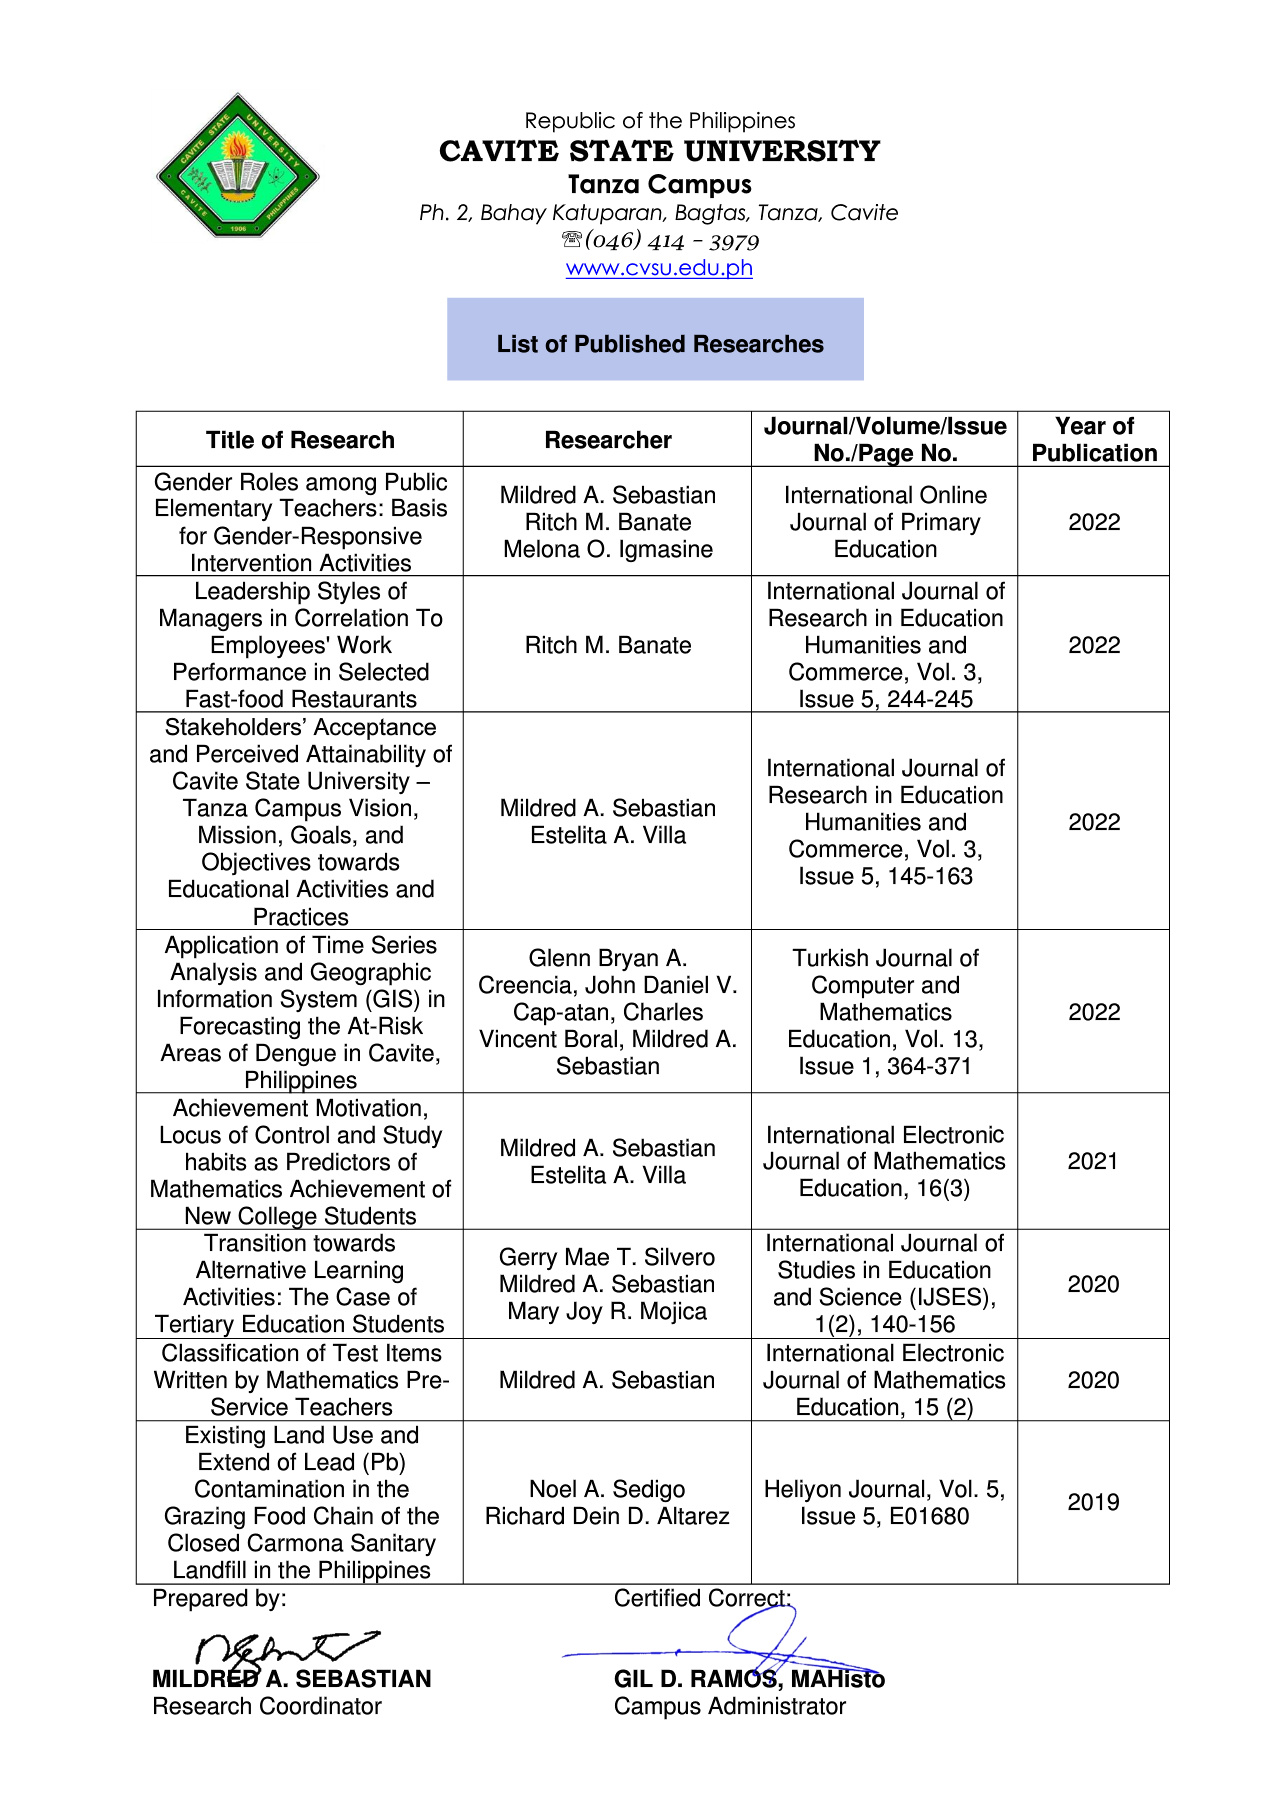 CAVITE STATE UNIVERSITY
CAVITE PHILIPPINES
1906
Republic of the Philippines
CAVITE STATE UNIVERSITY
Tanza Campus
Ph. 2, Bahay Katuparan, Bagtas, Tanza, Cavite
☏(046) 414 - 3979
www.cvsu.edu.ph
List of Published Researches
Title of Research
Researcher
Journal/Volume/Issue
No./Page No.
Year of
Publication
Gender Roles among Public
Elementary Teachers: Basis
for Gender-Responsive
Intervention Activities
Mildred A. Sebastian
Ritch M. Banate
Melona O. Igmasine
International Online
Journal of Primary
Education
2022
Leadership Styles of
Managers in Correlation To
Employees' Work
Performance in Selected
Fast-food Restaurants
Ritch M. Banate
International Journal of
Research in Education
Humanities and
Commerce, Vol. 3,
Issue 5, 244-245
2022
Stakeholders’ Acceptance
and Perceived Attainability of
Cavite State University –
Tanza Campus Vision,
Mission, Goals, and
Objectives towards
Educational Activities and
Practices
Mildred A. Sebastian
Estelita A. Villa
International Journal of
Research in Education
Humanities and
Commerce, Vol. 3,
Issue 5, 145-163
2022
Application of Time Series
Analysis and Geographic
Information System (GIS) in
Forecasting the At-Risk
Areas of Dengue in Cavite,
Philippines
Glenn Bryan A.
Creencia, John Daniel V.
Cap-atan, Charles
Vincent Boral, Mildred A.
Sebastian
Turkish Journal of
Computer and
Mathematics
Education, Vol. 13,
Issue 1, 364-371
2022
Achievement Motivation,
Locus of Control and Study
habits as Predictors of
Mathematics Achievement of
New College Students
Mildred A. Sebastian
Estelita A. Villa
International Electronic
Journal of Mathematics
Education, 16(3)
2021
Transition towards
Alternative Learning
Activities: The Case of
Tertiary Education Students
Gerry Mae T. Silvero
Mildred A. Sebastian
Mary Joy R. Mojica
International Journal of
Studies in Education
and Science (IJSES),
1(2), 140-156
2020
Classification of Test Items
Written by Mathematics Pre-
Service Teachers
Mildred A. Sebastian
International Electronic
Journal of Mathematics
Education, 15 (2)
2020
Existing Land Use and
Extend of Lead (Pb)
Contamination in the
Grazing Food Chain of the
Closed Carmona Sanitary
Landfill in the Philippines
Noel A. Sedigo
Richard Dein D. Altarez
Heliyon Journal, Vol. 5,
Issue 5, E01680
2019
Prepared by:
MILDRED A. SEBASTIAN
Research Coordinator
Certified Correct:
GIL D. RAMOS, MAHisto
Campus Administrator